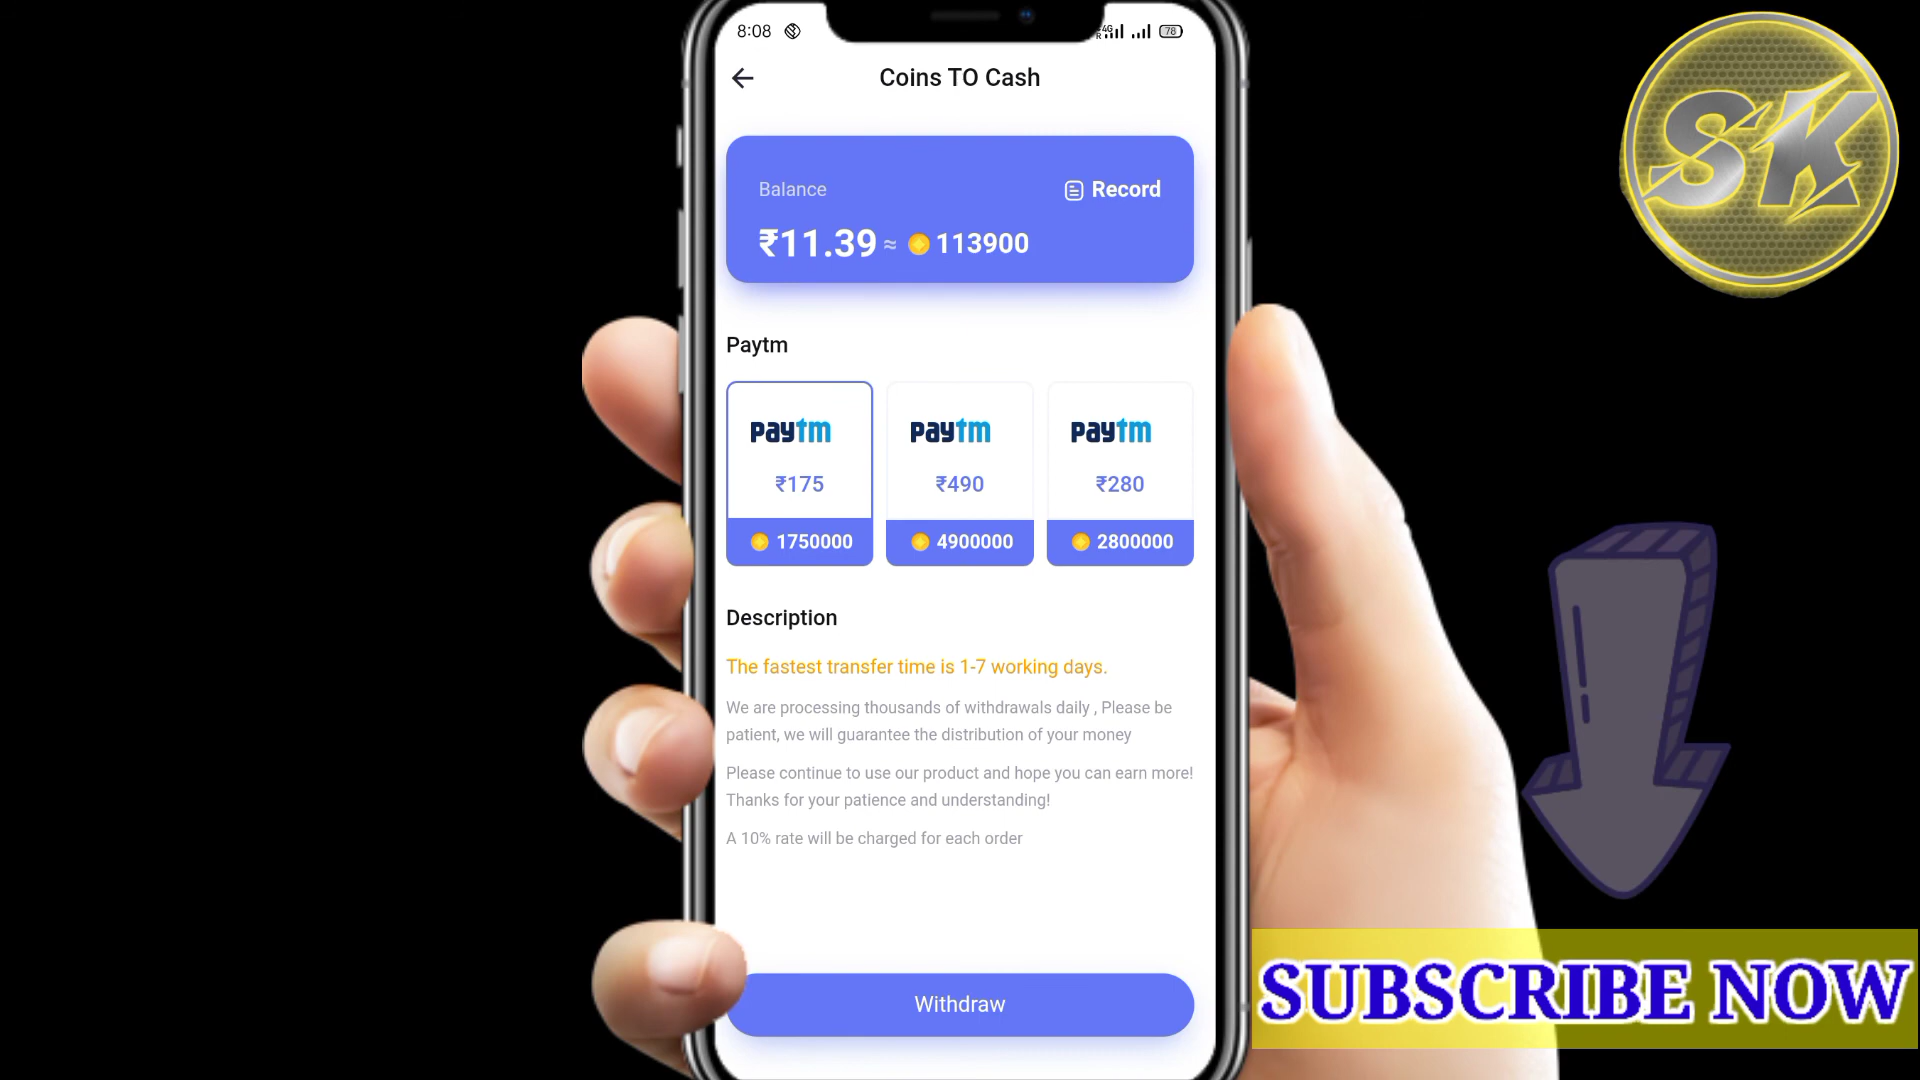 8:08
4G
R
78
Coins TO Cash
SK
Balance
Record
₹11.39 ≈ 113900
Paytm
paytm paytm paytm
₹175 ₹490 ₹280
1750000 4900000 2800000
Description
The fastest transfer time is 1-7 working days.
We are processing thousands of withdrawals daily , Please be
patient, we will guarantee the distribution of your money
Please continue to use our product and hope you can earn more!
Thanks for your patience and understanding!
A 10% rate will be charged for each order
Withdraw
SUBSCRIBE NOW